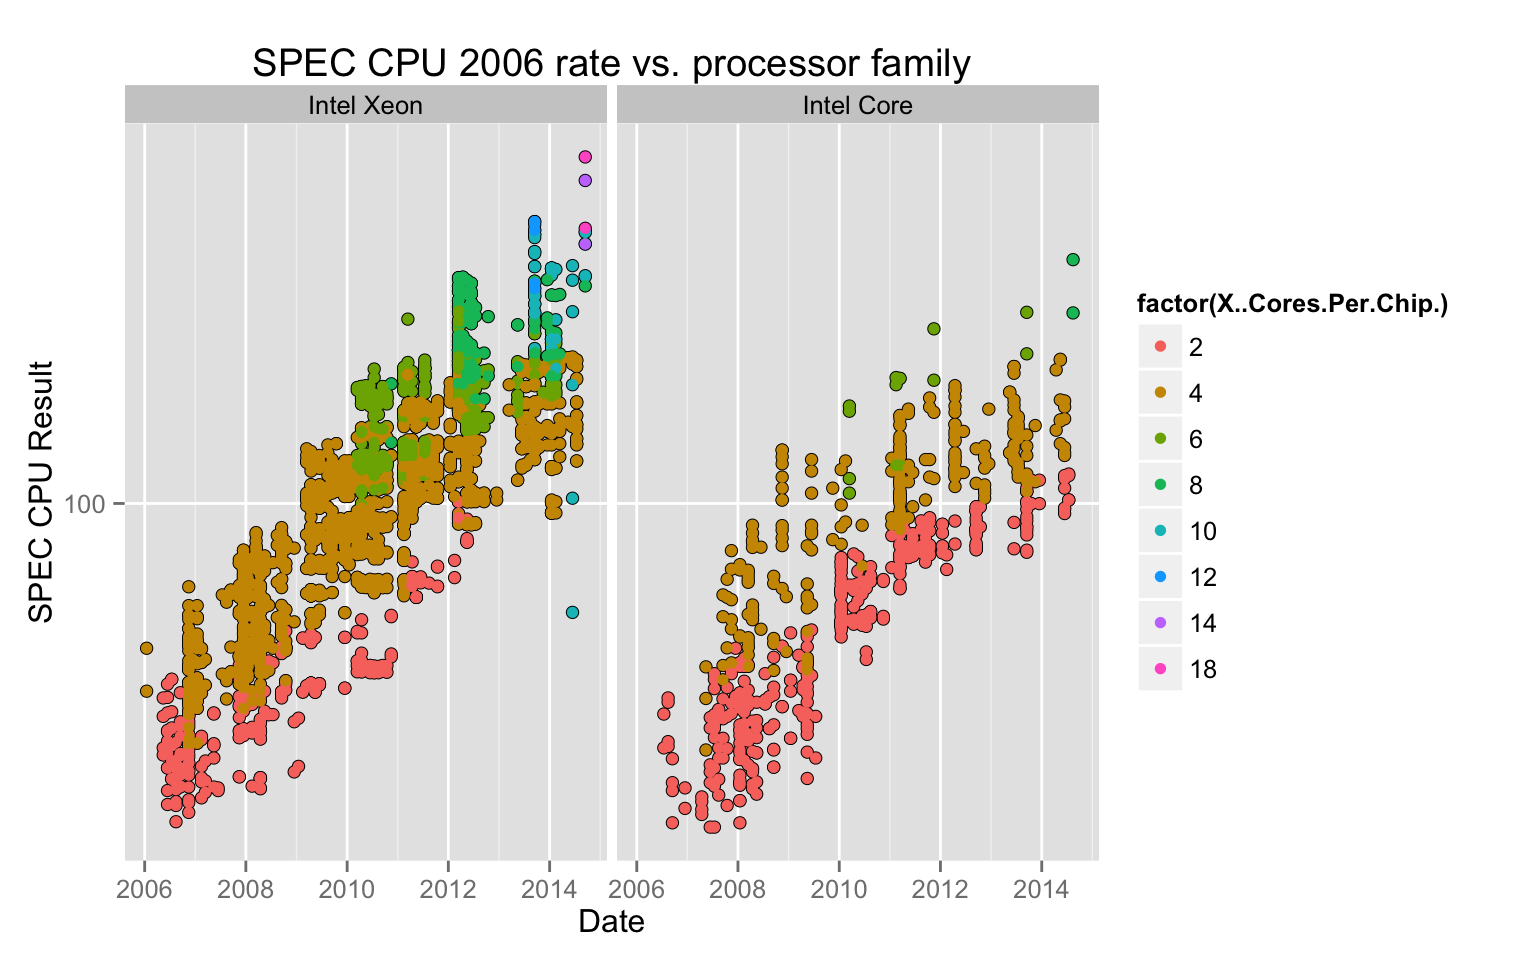 SPEC CPU 2006 rate vs. processor family
Intel Xeon Intel Core
SPEC CPU Result
100
2006 2008 2010 2012 2014 2006 2008 2010 2012 2014
Date
factor(X..Cores.Per.Chip.)
2
4
6
8
10
12
14
18